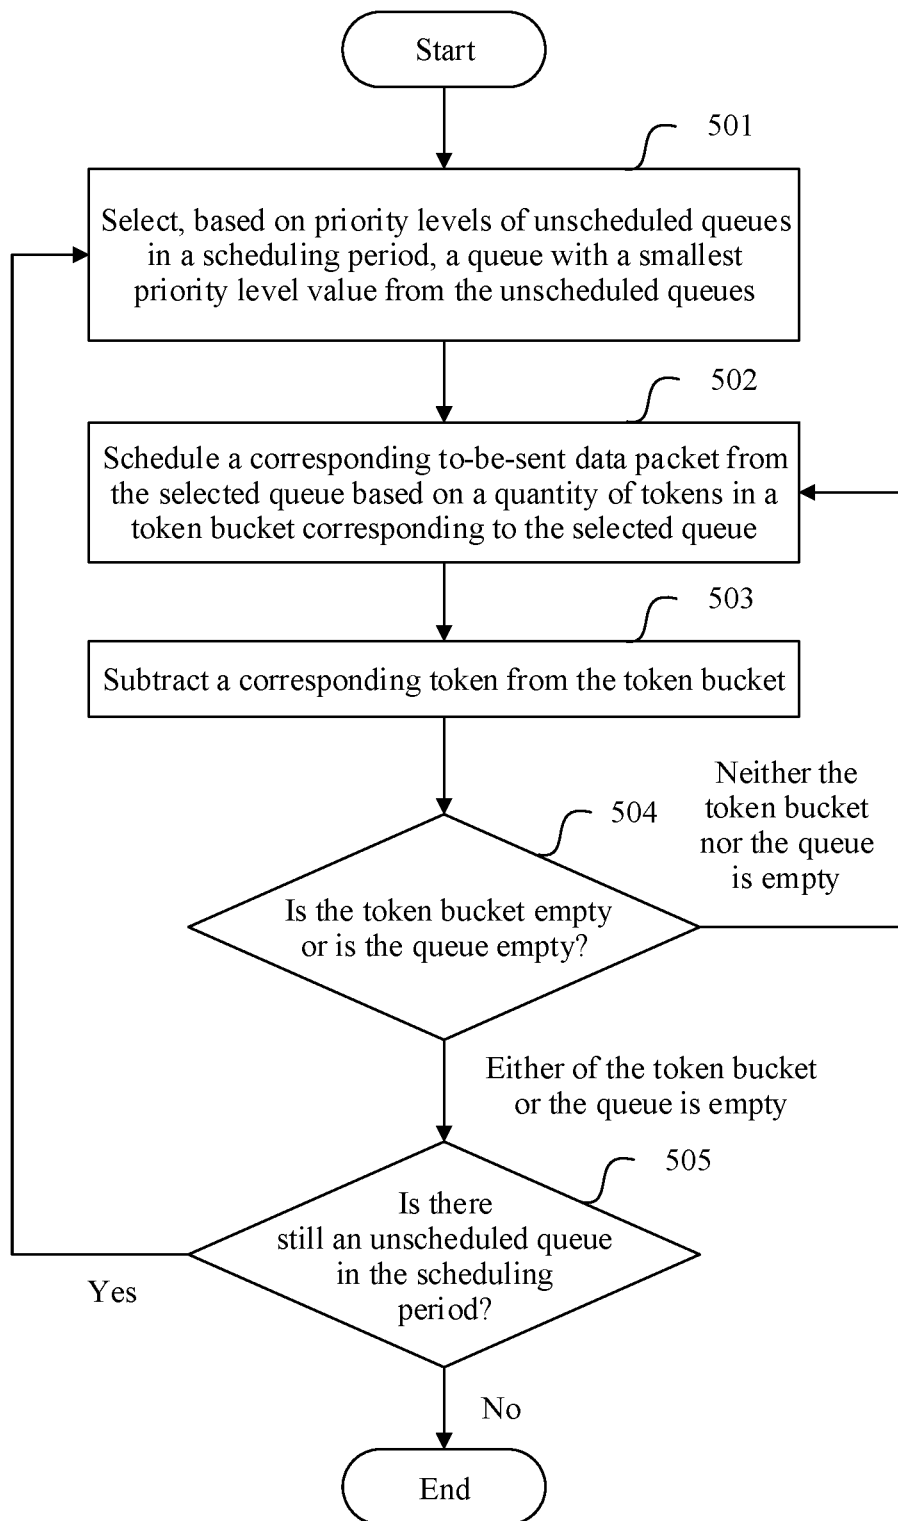 Start
501
Select, based on priority levels of unscheduled queues
in a scheduling period, a queue with a smallest
priority level value from the unscheduled queues
502
Schedule a corresponding to-be-sent data packet from
the selected queue based on a quantity of tokens in a
token bucket corresponding to the selected queue
503
Subtract a corresponding token from the token bucket
Neither the
token bucket
nor the queue
is empty
504
Is the token bucket empty
or is the queue empty?
Either of the token bucket
or the queue is empty
505
Is there
still an unscheduled queue
in the scheduling
period?
Yes
No
End